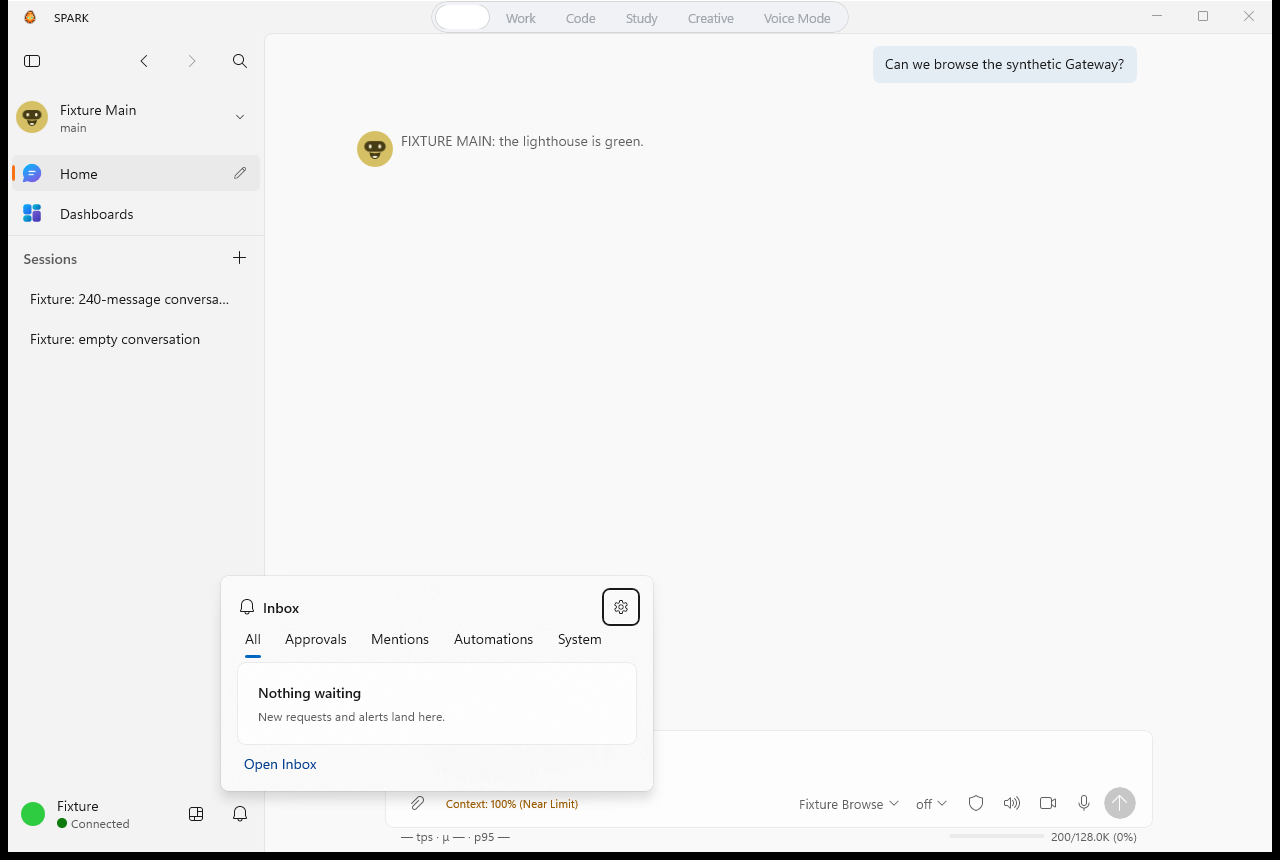 SPARK
Work
Code
Study
Creative
Voice Mode
Fixture Main
main
Home
Dashboards
Sessions
Fixture: 240-message conversa...
Fixture: empty conversation
Can we browse the synthetic Gateway?
FIXTURE MAIN: the lighthouse is green.
Inbox
All
Approvals
Mentions
Automations
System
Nothing waiting
New requests and alerts land here.
Open Inbox
Fixture
Connected
Context: 100% (Near Limit)
Fixture Browse
off
— tps · µ — · p95 —
200/128.0K (0%)